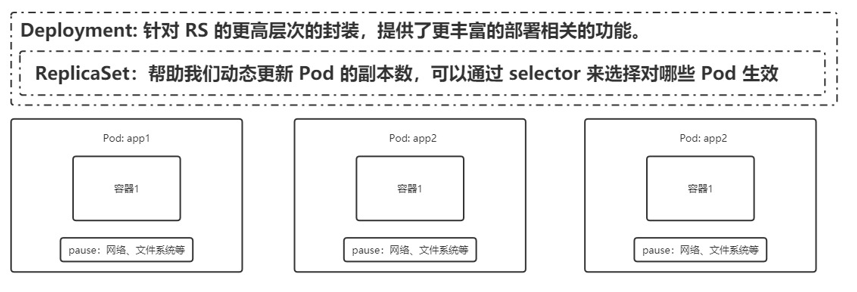 Deployment: 针对 RS 的更高层次的封装，提供了更丰富的部署相关的功能。
ReplicaSet：帮助我们动态更新 Pod 的副本数，可以通过 selector 来选择对哪些 Pod 生效
Pod: app1
容器1
pause：网络、文件系统等
Pod: app2
容器1
pause：网络、文件系统等
Pod: app2
容器1
pause：网络、文件系统等